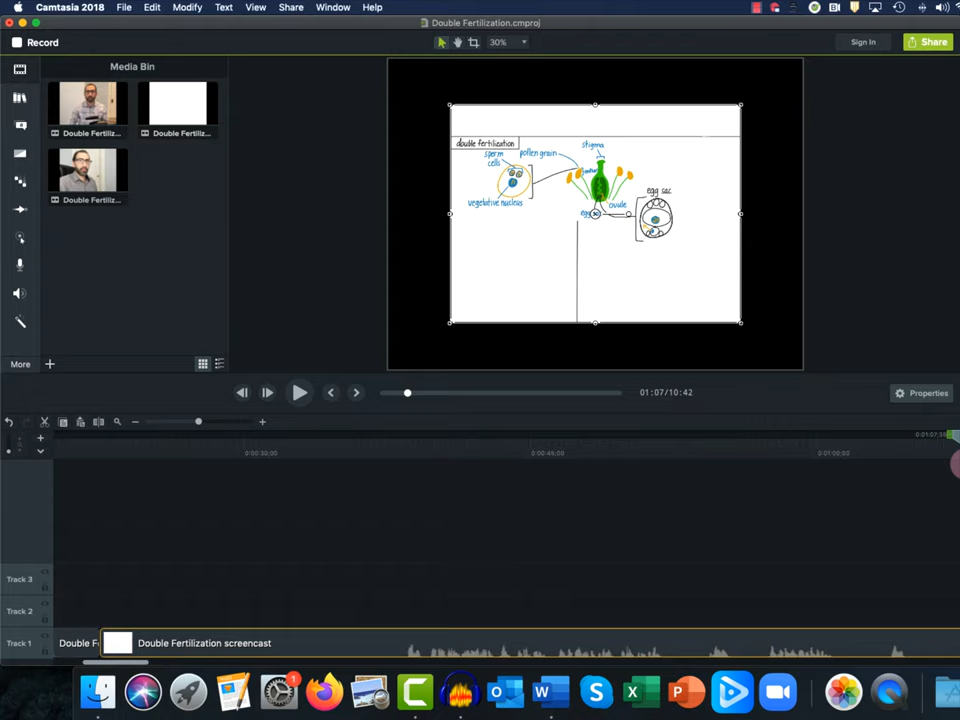 Camtasia 2018 File Edit Modify Text View Share Window Help
Double Fertilization.cmproj
Record
30%
Sign In
Share
Media Bin
Double Fertiliz...
Double Fertiliz...
Double Fertiliz...
double fertilization
stigma
pollen grain
sperm
cells
egg sac
vegetative nucleus
ovule
egg
More
01:07/10:42
Properties
0:00:30;00
0:00:45;00
0:01:00;00
Track 3
Track 2
Track 1
Double F
Double Fertilization screencast
1